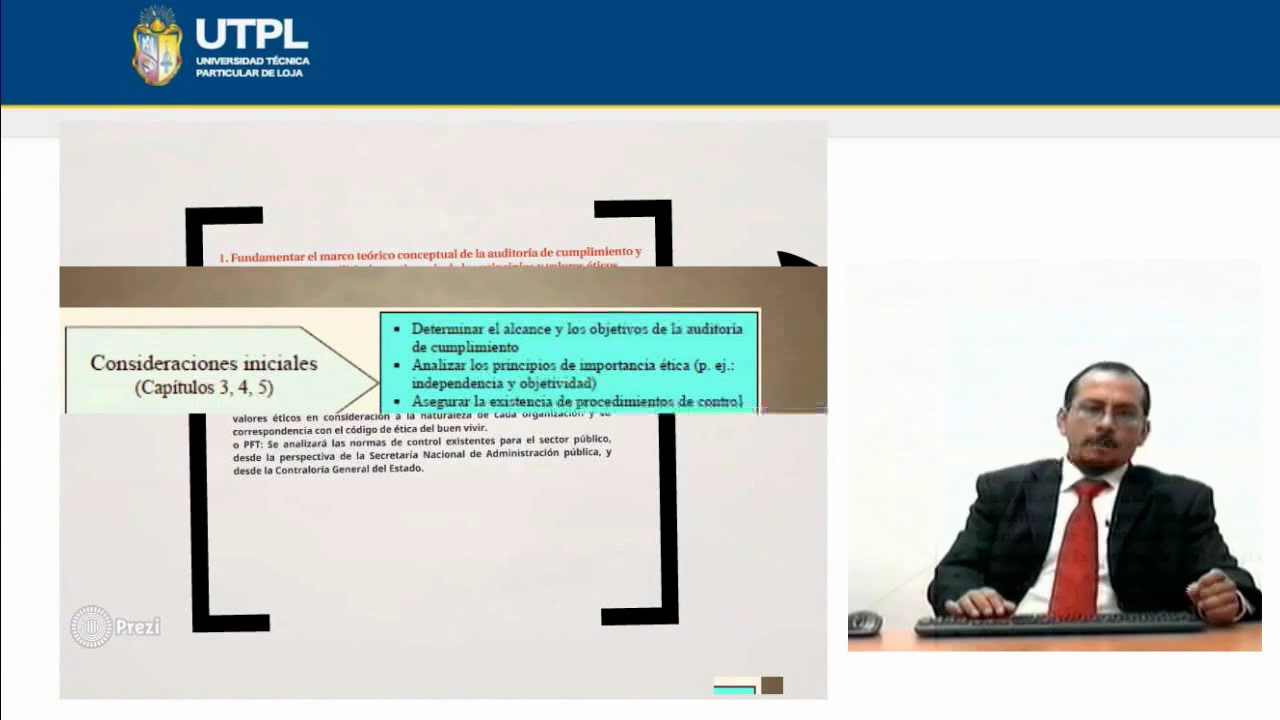 UTPL
UNIVERSIDAD TÉCNICA
PARTICULAR DE LOJA
1. Fundamentar el marco teórico conceptual de la auditoría de cumplimiento y
Consideraciones iniciales
(Capítulos 3, 4, 5)
▪ Determinar el alcance y los objetivos de la auditoría
de cumplimiento
▪ Analizar los principios de importancia ética (p. ej.:
independencia y objetividad)
▪ Asegurar la existencia de procedimientos de control
valores éticos en consideración a la naturaleza de cada organización y su
correspondencia con el código de ética del buen vivir.
o PFT: Se analizará las normas de control existentes para el sector público,
desde la perspectiva de la Secretaría Nacional de Administración pública, y
desde la Contraloría General del Estado.
Prezi